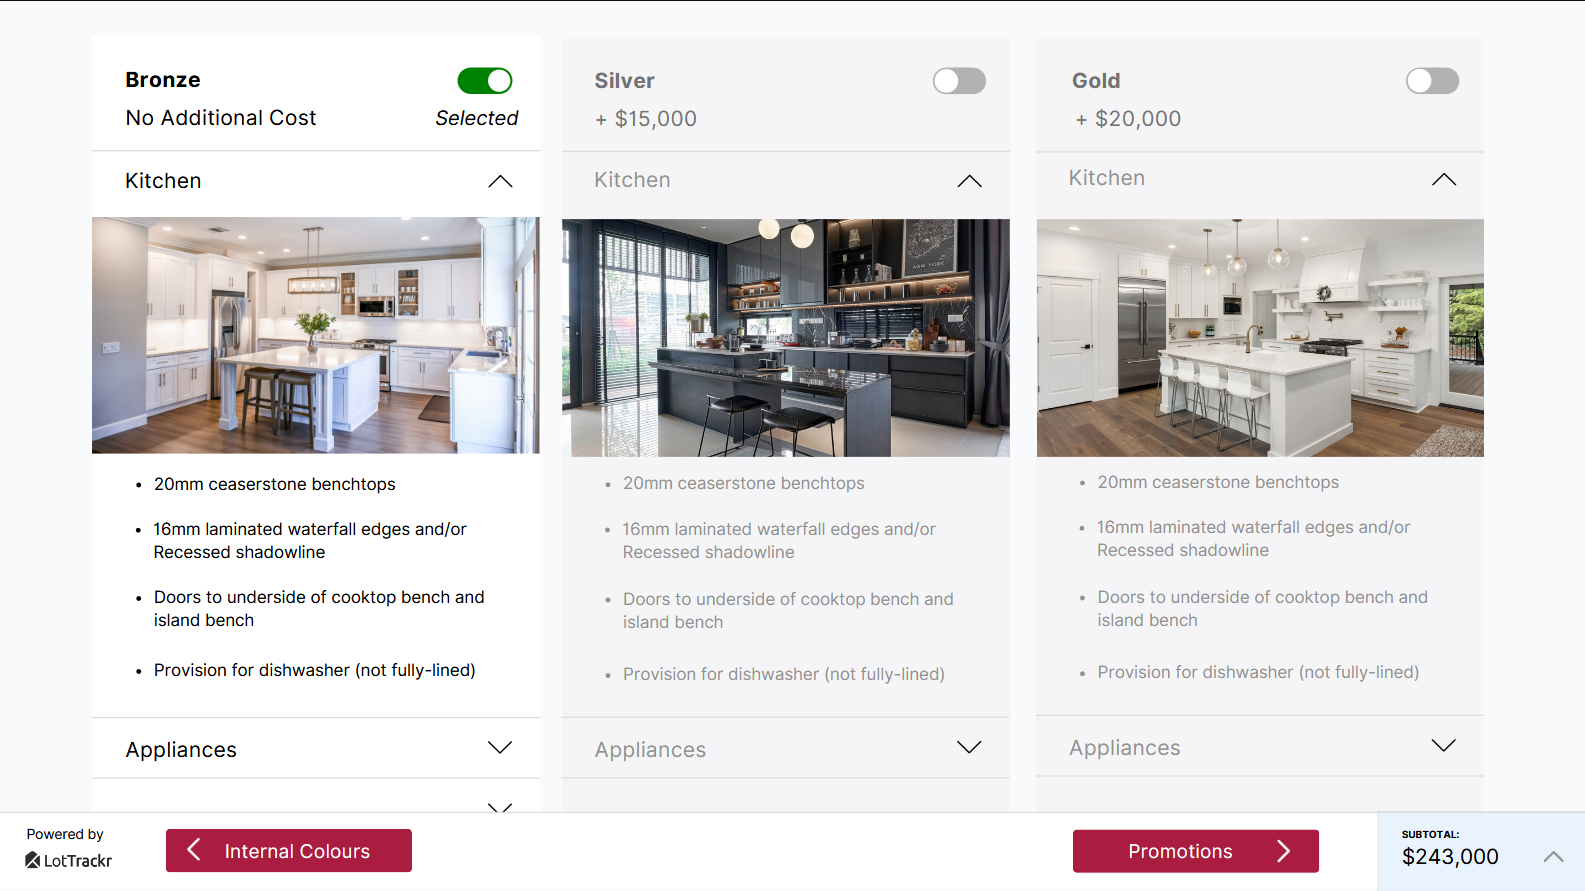 Bronze
No Additional Cost
Selected
Kitchen
20mm ceaserstone benchtops
16mm laminated waterfall edges and/or
Recessed shadowline
Doors to underside of cooktop bench and
island bench
Provision for dishwasher (not fully-lined)
Appliances
Silver
+ $15,000
Kitchen
NEW YORK
20mm ceaserstone benchtops
16mm laminated waterfall edges and/or
Recessed shadowline
Doors to underside of cooktop bench and
island bench
Provision for dishwasher (not fully-lined)
Appliances
Gold
+ $20,000
Kitchen
20mm ceaserstone benchtops
16mm laminated waterfall edges and/or
Recessed shadowline
Doors to underside of cooktop bench and
island bench
Provision for dishwasher (not fully-lined)
Appliances
Powered by
LotTrackr
Internal Colours
Promotions
SUBTOTAL:
$243,000